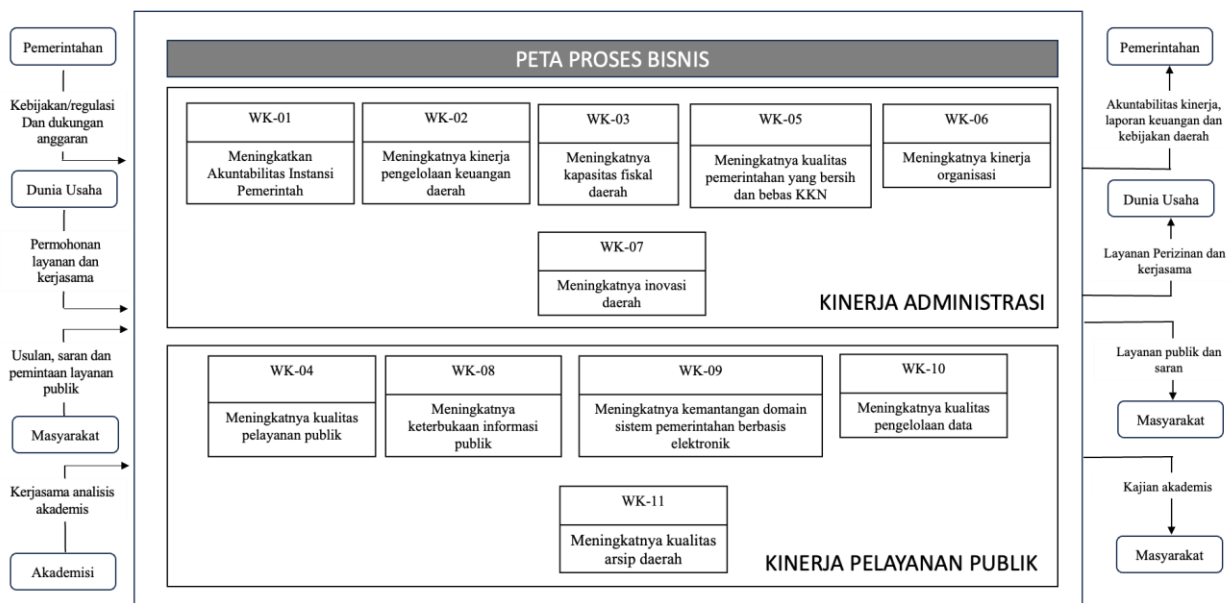 Pemerintahan
Kebijakan/regulasi
Dan dukungan
anggaran
Dunia Usaha
Permohonan
layanan dan
kerjasama
Usulan, saran dan
pemintaan layanan
publik
Masyarakat
Kerjasama analisis
akademis
Akademisi
PETA PROSES BISNIS
WK-01
Meningkatkan
Akuntabilitas Instansi
Pemerintah
WK-02
Meningkatnya kinerja
pengelolaan keuangan
daerah
WK-03
Meningkatnya
kapasitas fiskal
daerah
WK-05
Meningkatnya kualitas
pemerintahan yang bersih
dan bebas KKN
WK-06
Meningkatnya kinerja
organisasi
WK-07
Meningkatnya inovasi
daerah
KINERJA ADMINISTRASI
WK-04
Meningkatnya kualitas
pelayanan publik
WK-08
Meningkatnya
keterbukaan informasi
publik
WK-09
Meningkatnya kemantangan domain
sistem pemerintahan berbasis
elektronik
WK-10
Meningkatnya kualitas
pengelolaan data
WK-11
Meningkatnya kualitas
arsip daerah
KINERJA PELAYANAN PUBLIK
Pemerintahan
Akuntabilitas kinerja,
laporan keuangan dan
kebijakan daerah
Dunia Usaha
Layanan Perizinan dan
kerjasama
Layanan publik dan
saran
Masyarakat
Kajian akademis
Masyarakat